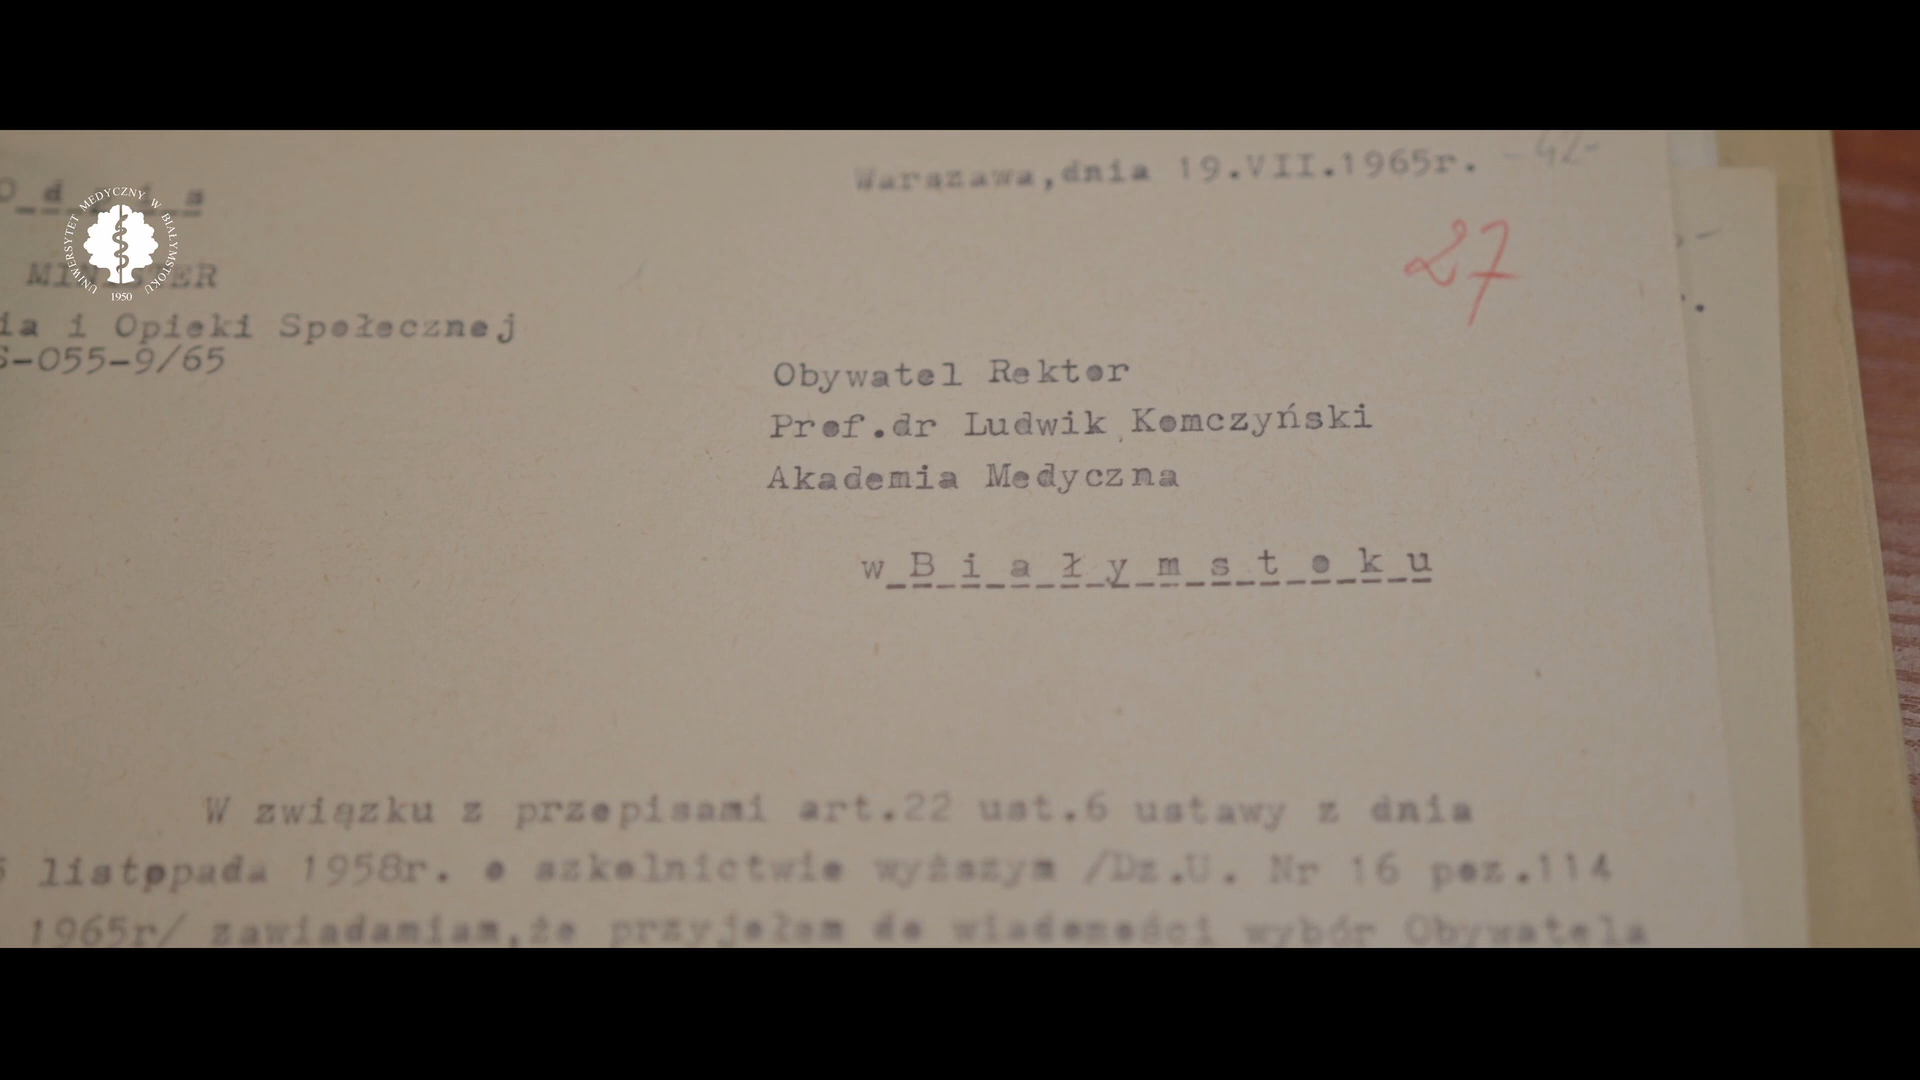 Warszawa,dnia 19.VII.1965r. -42-
O d p i s
UNIWERSYTET MEDYCZNY W BIAŁYMSTOKU
1950
MINISTER
27
ia i Opieki Społecznej
S-055-9/65
Obywatel Rektor
Prof.dr Ludwik Komczyński
Akademia Medyczna
w B i a ł y m s t o k u
W związku z przepisami art.22 ust.6 ustawy z dnia
5 listopada 1958r. o szkolnictwie wyższym /Dz.U. Nr 16 poz.114
1965r/ zawiadamiam,że przyjąłem do wiadomości wybór Obywatela